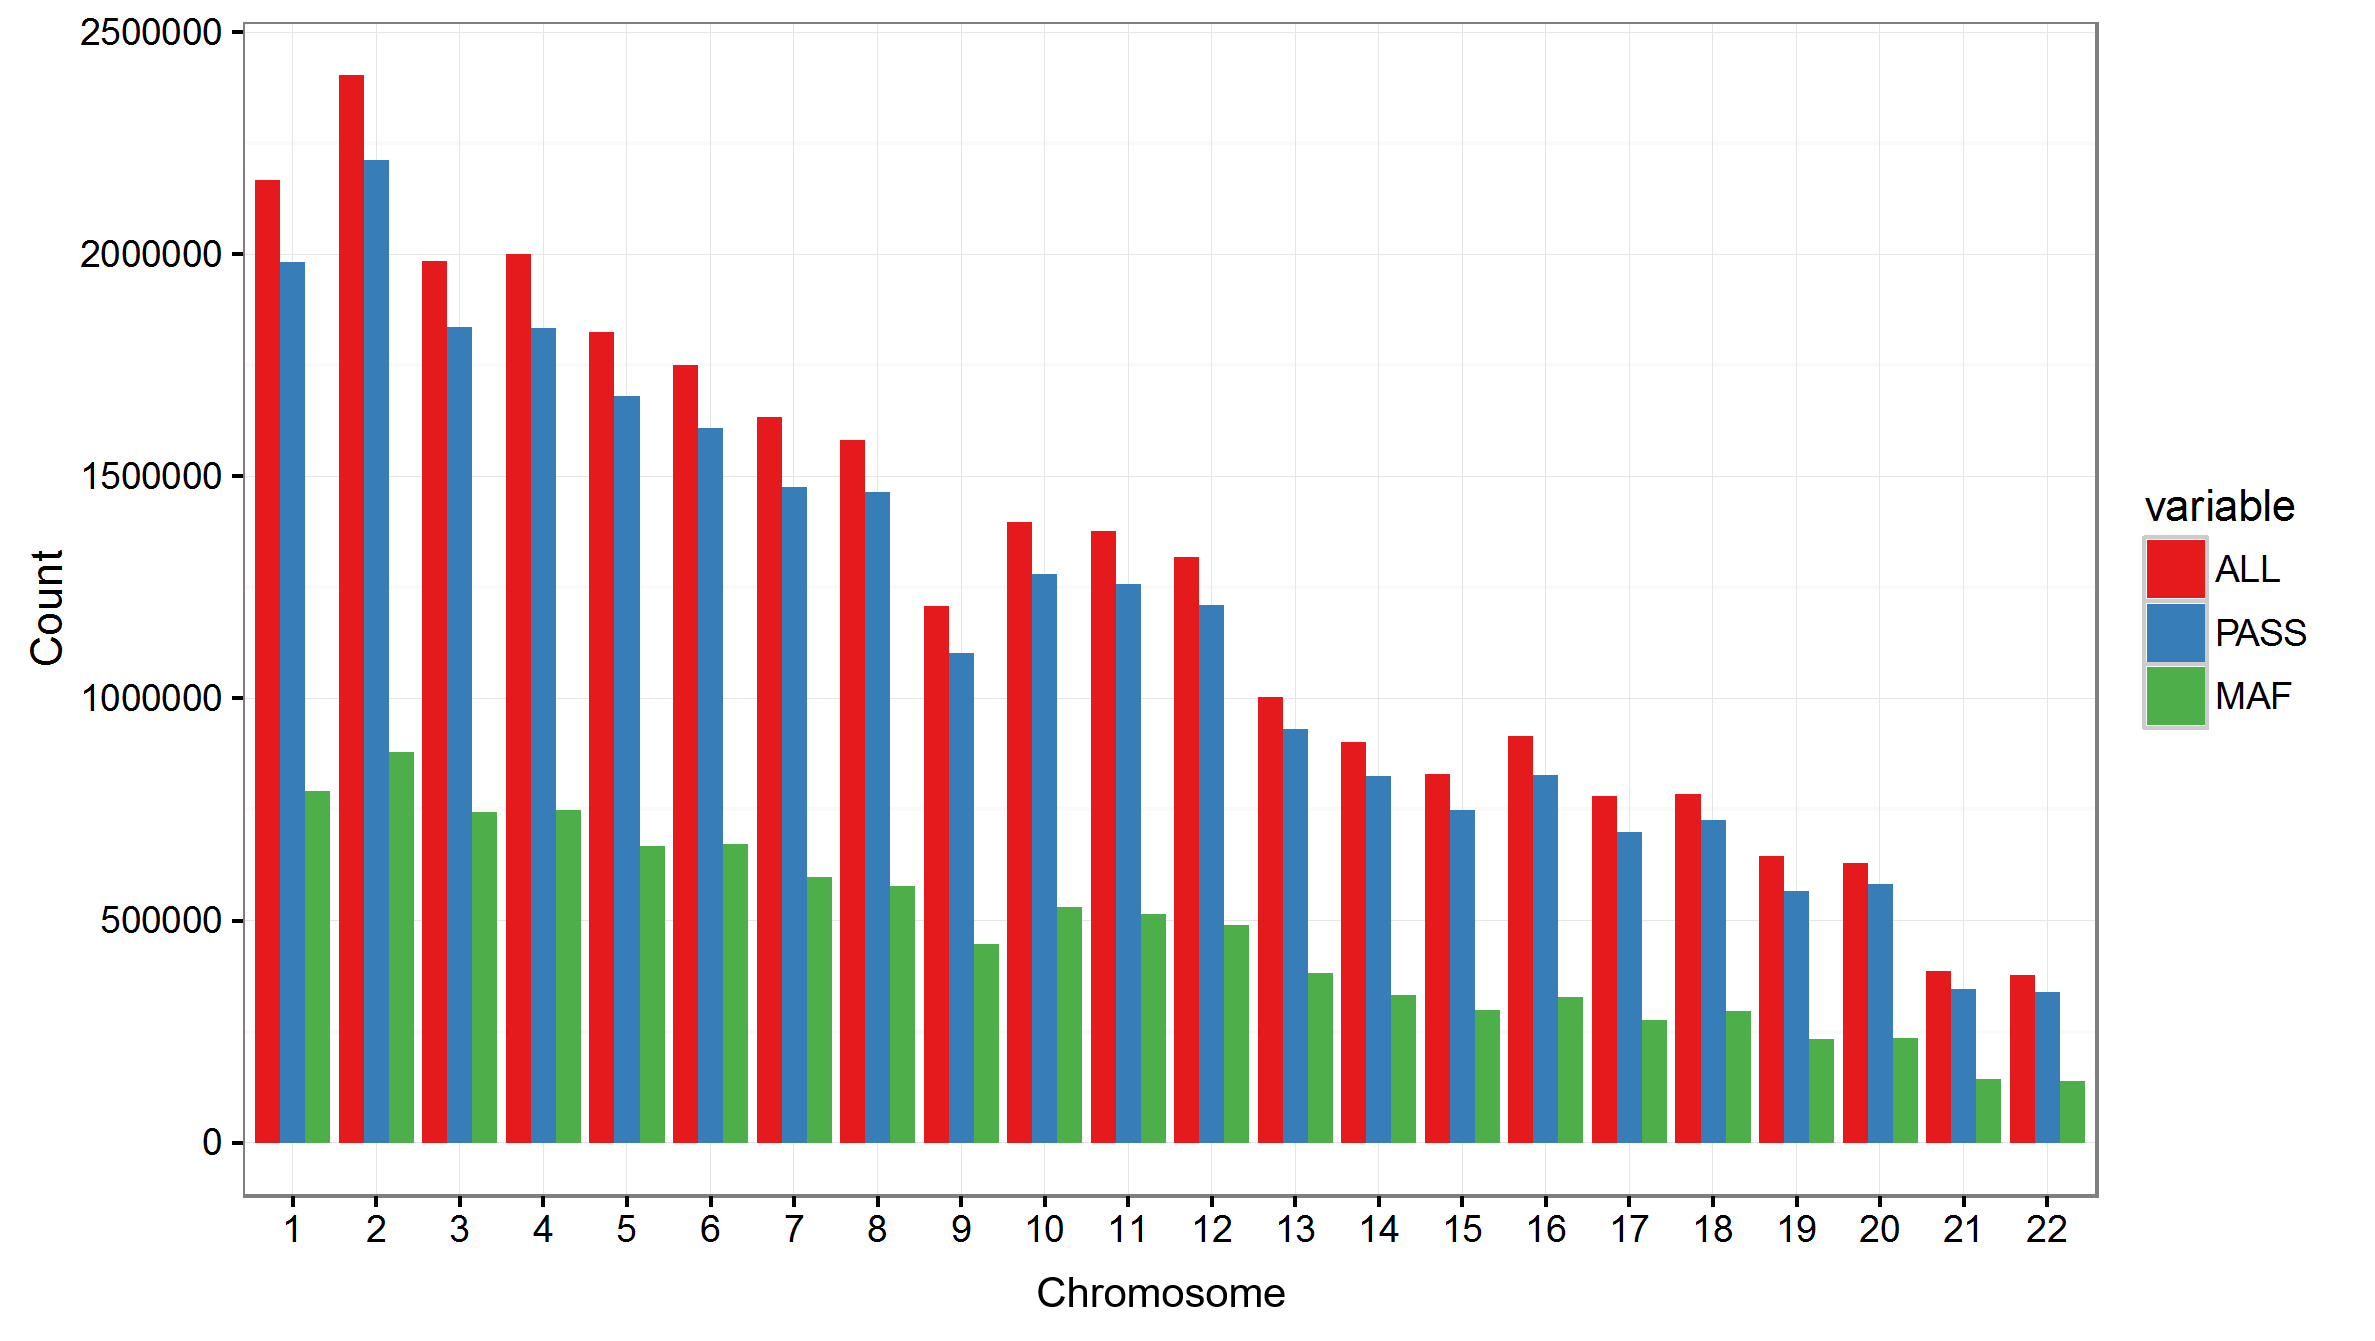 2500000
2000000
1500000
1000000
500000
0
Count
1 2 3 4 5 6 7 8 9 10 11 12 13 14 15 16 17 18 19 20 21 22
Chromosome
variable
ALL
PASS
MAF